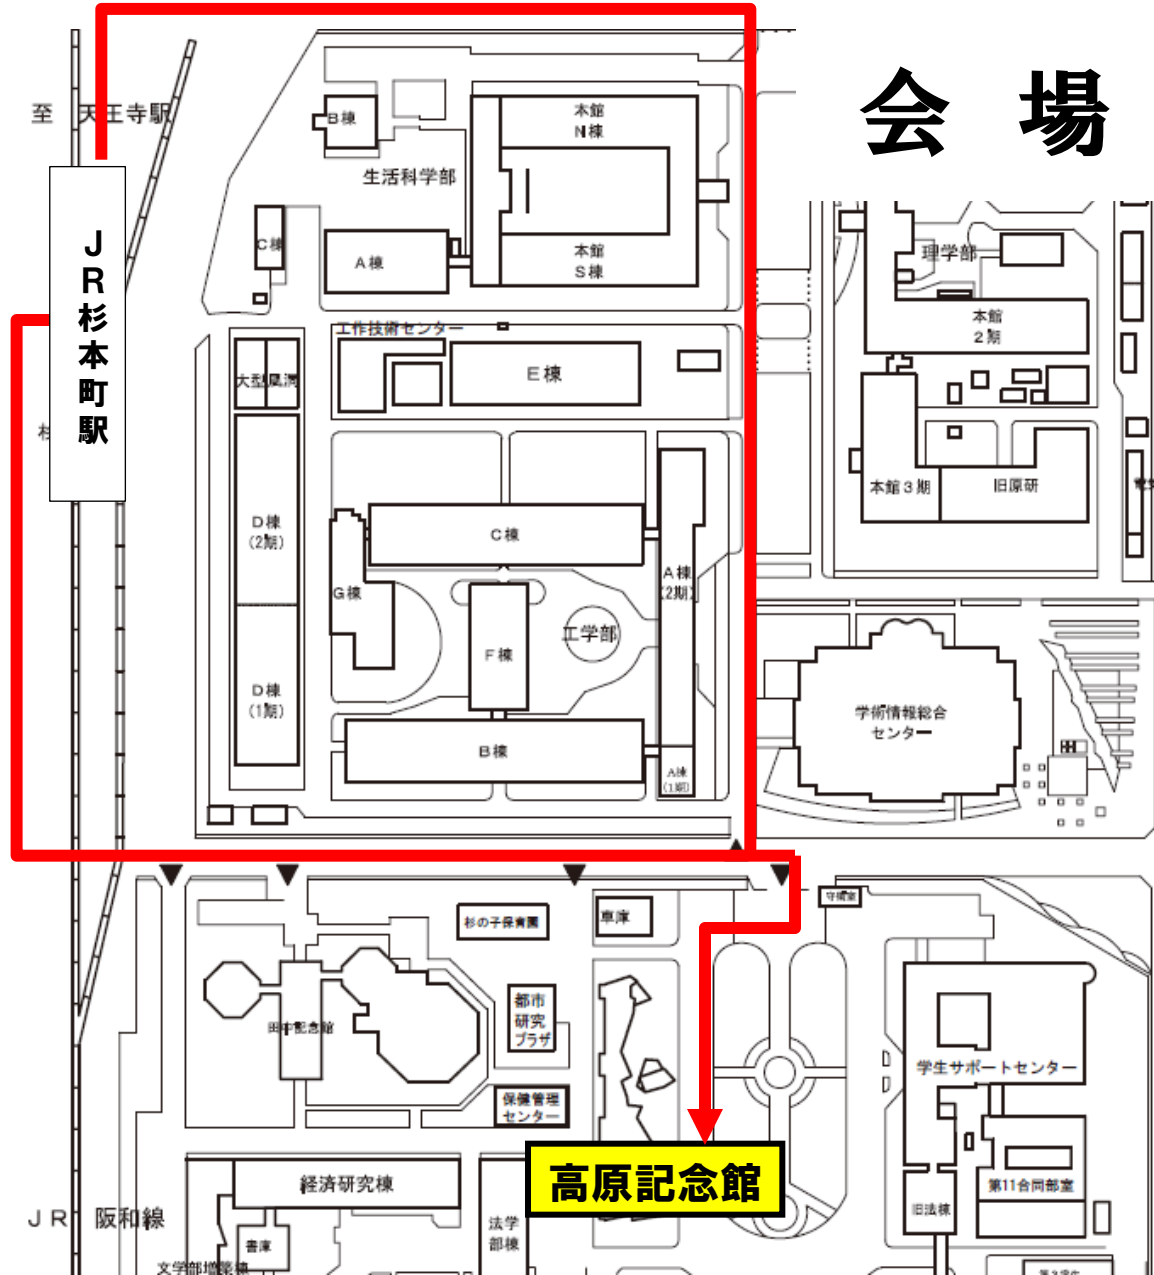 会 場
至 天王寺駅
JR杉本町駅
B棟
本館
N棟
生活科学部
C棟
A棟
本館
S棟
理学部
本館
2期
工作技術センター
大型風洞
E棟
本館3期
旧原研
D棟
(2期)
C棟
G棟
A棟
(2期)
F棟
工学部
D棟
(1期)
B棟
A棟
(1期)
学術情報総合
センター
守衛室
杉の子保育園
車庫
都市
研究
プラザ
田中記念館
学生サポートセンター
保健管理
センター
高原記念館
経済研究棟
第11合同部室
旧法棟
JR 阪和線
書庫
法学
部棟
文学部増築棟